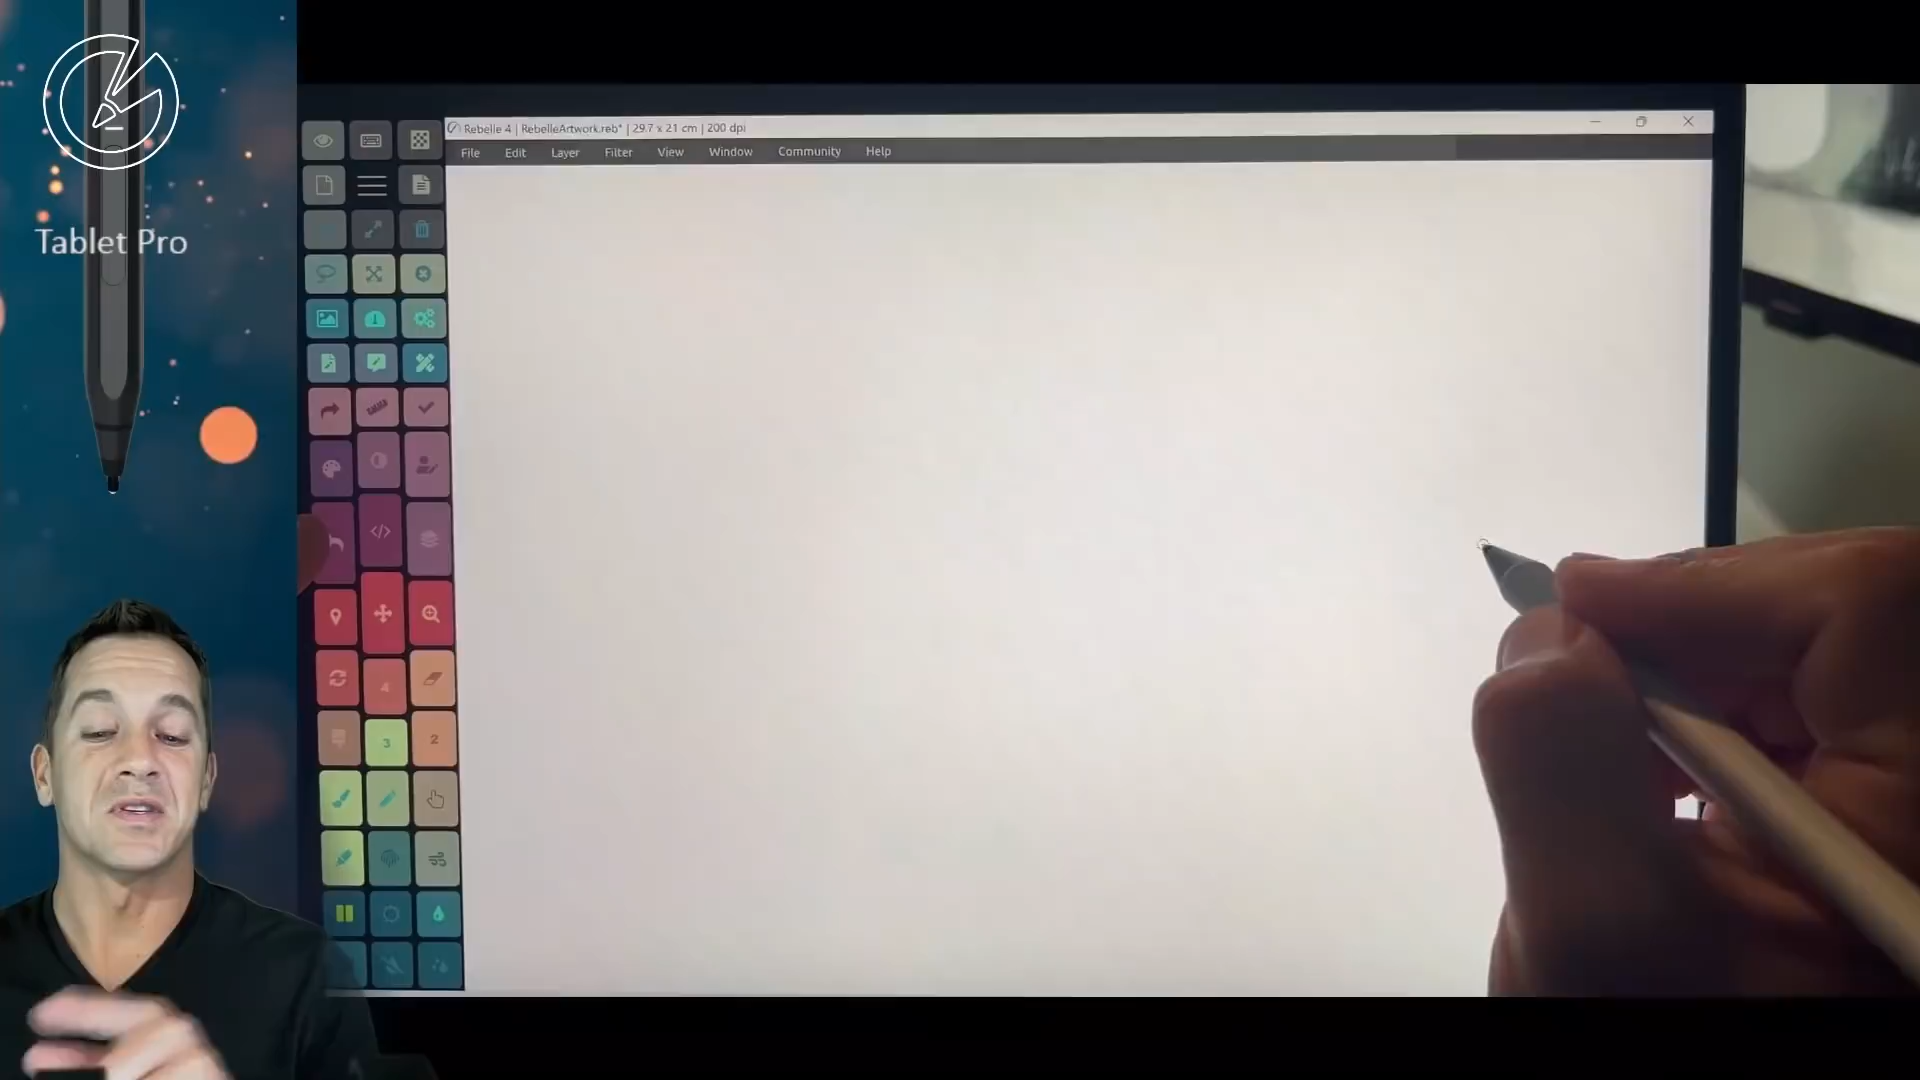 Tablet Pro
Rebelle 4 | RebelleArtwork.reb* | 29.7 x 21 cm | 200 dpi
File Edit Layer Filter View Window Community Help
4
3
2